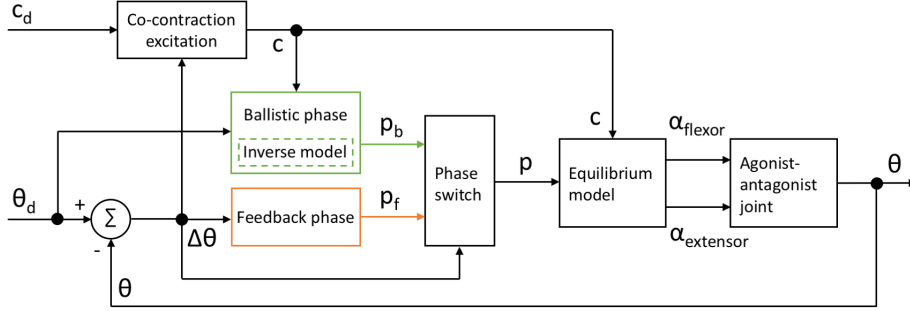 c_d
Co-contraction
excitation
c
Ballistic phase
Inverse model
p_b
c
α_flexor
θ_d
+
Σ
-
Δθ
Feedback phase
p_f
Phase
switch
p
Equilibrium
model
Agonist-
antagonist
joint
θ
α_extensor
θ